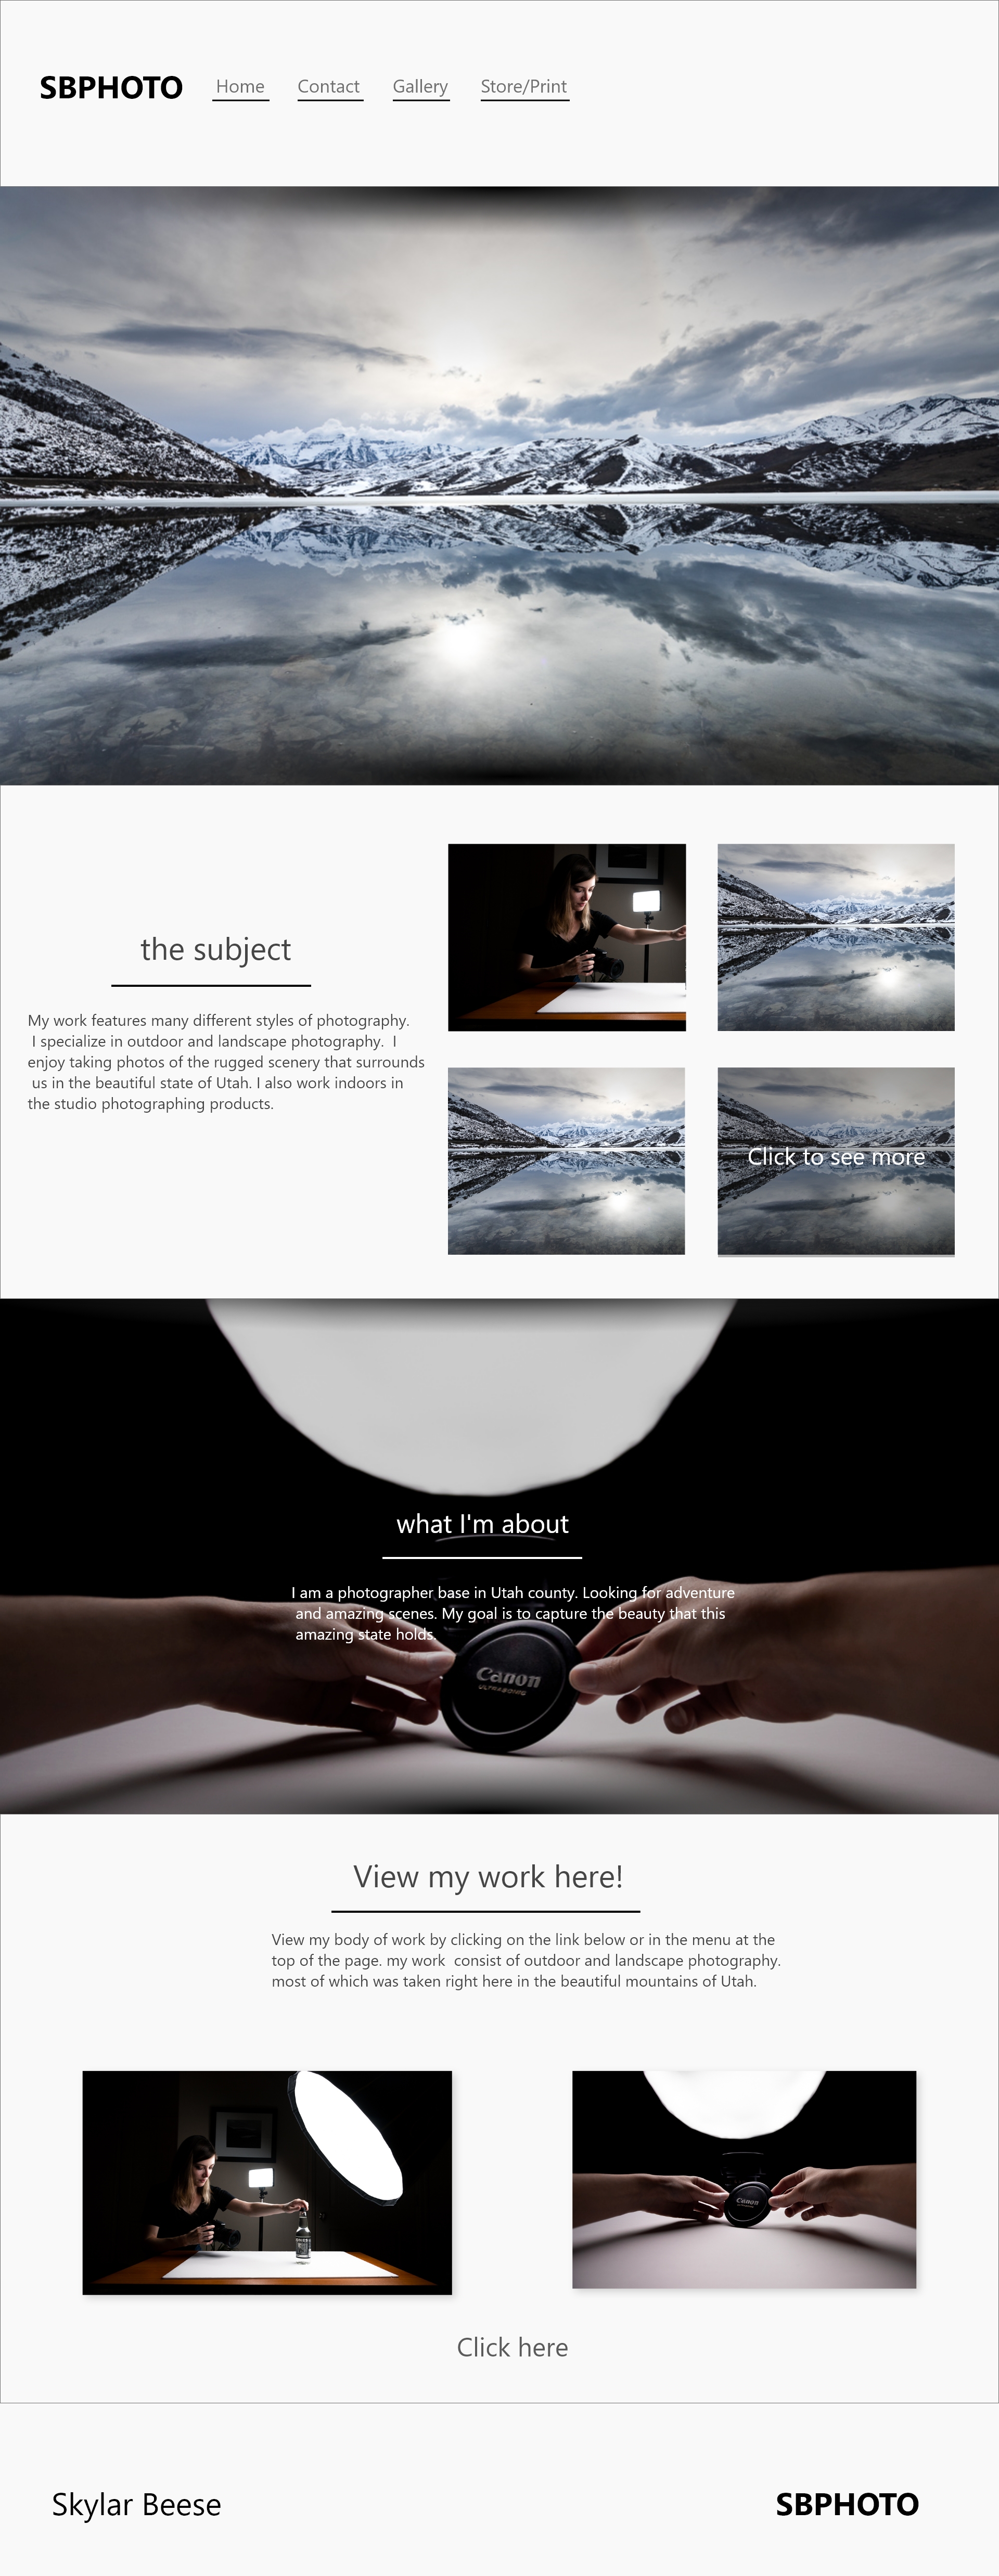 SBPHOTO Home Contact Gallery Store/Print
the subject
My work features many different styles of photography.
I specialize in outdoor and landscape photography.  I
enjoy taking photos of the rugged scenery that surrounds
us in the beautiful state of Utah. I also work indoors in
the studio photographing products.
Click to see more
what I'm about
I am a photographer base in Utah county. Looking for adventure
and amazing scenes. My goal is to capture the beauty that this
amazing state holds.
Canon
ULTRASONIC
View my work here!
View my body of work by clicking on the link below or in the menu at the
top of the page. my work  consist of outdoor and landscape photography.
most of which was taken right here in the beautiful mountains of Utah.
Canon
Click here
Skylar Beese
SBPHOTO